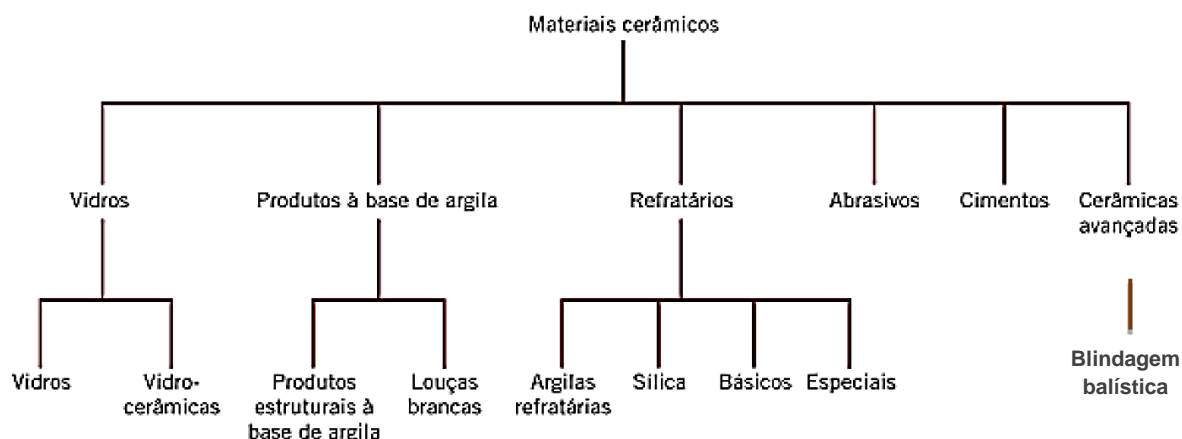 Materiais cerâmicos
Vidros
Produtos à base de argila
Refratários
Abrasivos
Cimentos
Cerâmicas
avançadas
Vidros
Vidro-
cerâmicas
Produtos
estruturais à
base de argila
Louças
brancas
Argilas
refratárias
Sílica
Básicos
Especiais
Blindagem
balística